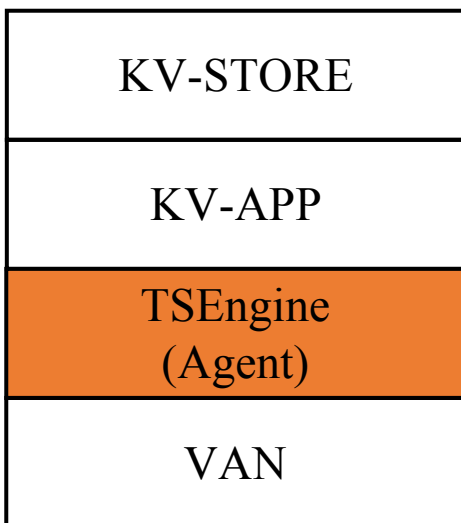 KV-STORE
KV-APP
TSEngine
(Agent)
VAN